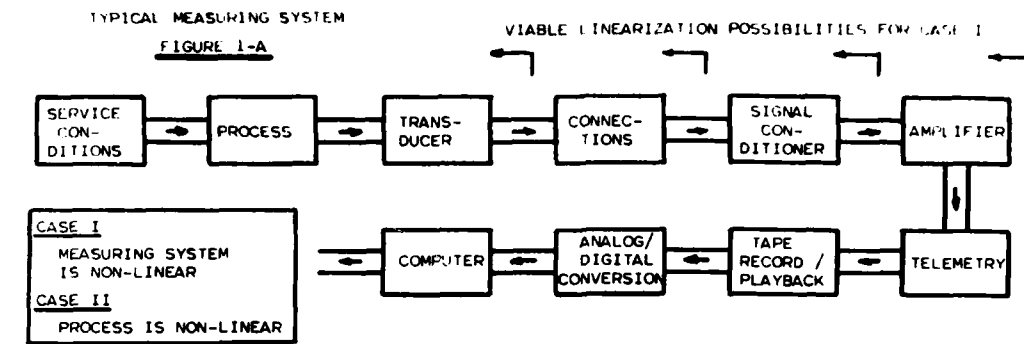 TYPICAL MEASURING SYSTEM
FIGURE 1-A
VIABLE LINEARIZATION POSSIBILITIES FOR CASE I
SERVICE
CON-
DITIONS
PROCESS
TRANS-
DUCER
CONNEC-
TIONS
SIGNAL
CON-
DITIONER
AMPLIFIER
CASE I
MEASURING SYSTEM
IS NON-LINEAR
CASE II
PROCESS IS NON-LINEAR
COMPUTER
ANALOG/
DIGITAL
CONVERSION
TAPE
RECORD /
PLAYBACK
TELEMETRY